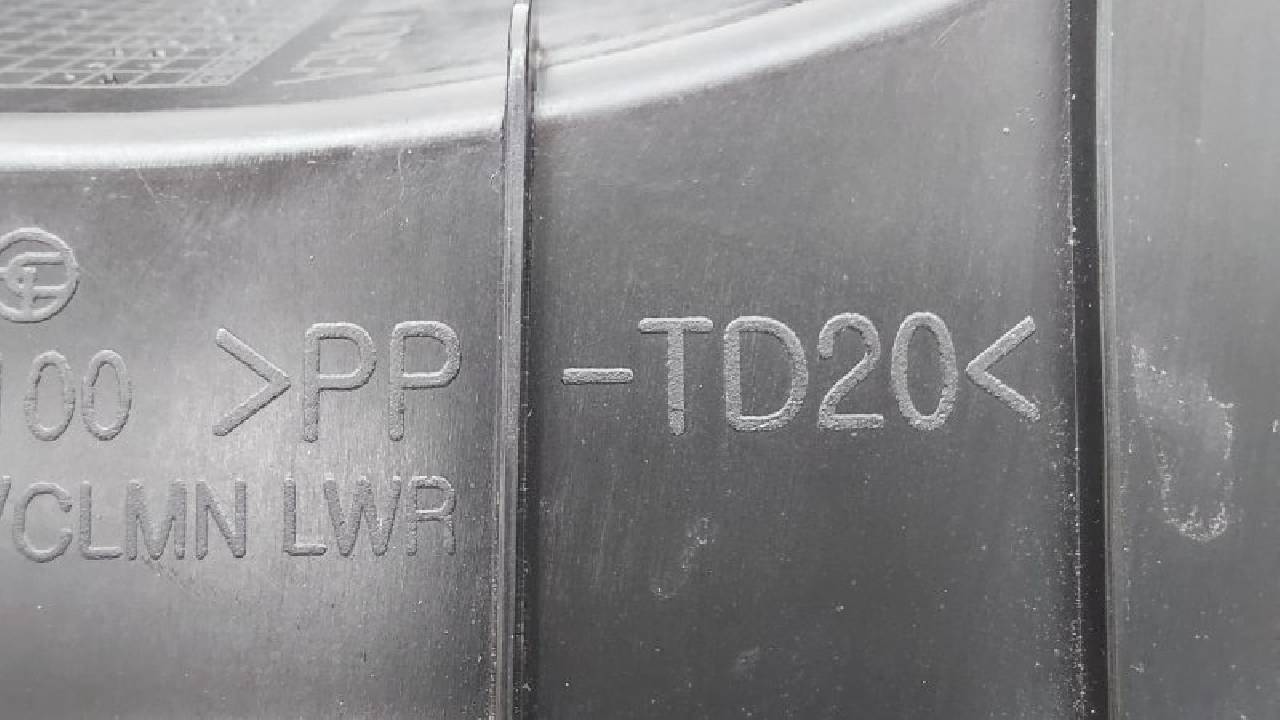 100 >PP -TD20<
/CLMN LWR